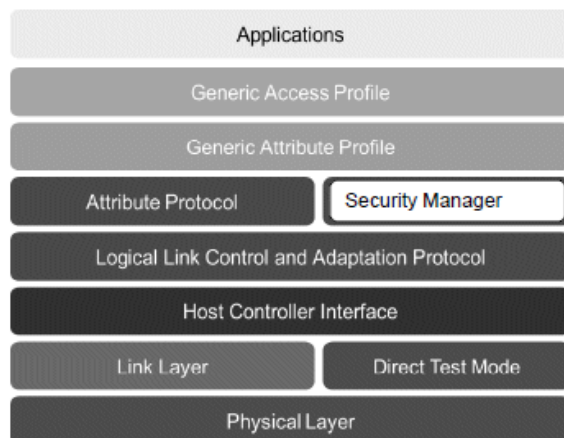 Applications
Generic Access Profile
Generic Attribute Profile
Attribute Protocol
Security Manager
Logical Link Control and Adaptation Protocol
Host Controller Interface
Link Layer
Direct Test Mode
Physical Layer